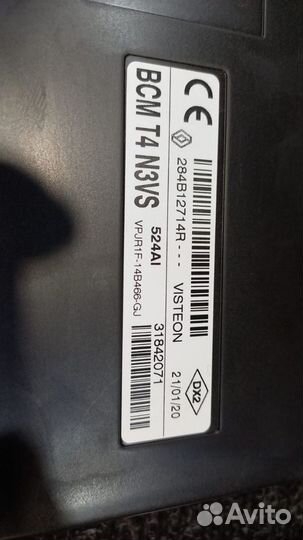 BCM T4 N3VS
CE
284B12714R - - -
VISTEON
524AI
VPJR1F-14B466-GJ
31842071
21/01/20
DX2
Avito